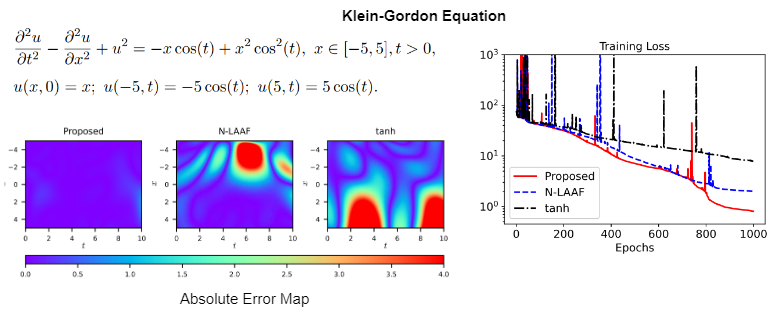 Klein-Gordon Equation
∂²u/∂t² − ∂²u/∂x² + u² = −x cos(t) + x² cos²(t), x ∈ [−5, 5], t > 0,
u(x, 0) = x; u(−5, t) = −5 cos(t); u(5, t) = 5 cos(t).
Proposed
N-LAAF
tanh
−4
−2
0
2
4
0 2 4 6 8 10
x
−4
−2
0
2
4
0 2 4 6 8 10
t
x
−4
−2
0
2
4
0 2 4 6 8 10
t
0.0 0.5 1.0 1.5 2.0 2.5 3.0 3.5 4.0
Absolute Error Map
Training Loss
10³
10²
10¹
10⁰
Proposed
N-LAAF
tanh
0 200 400 600 800 1000
Epochs